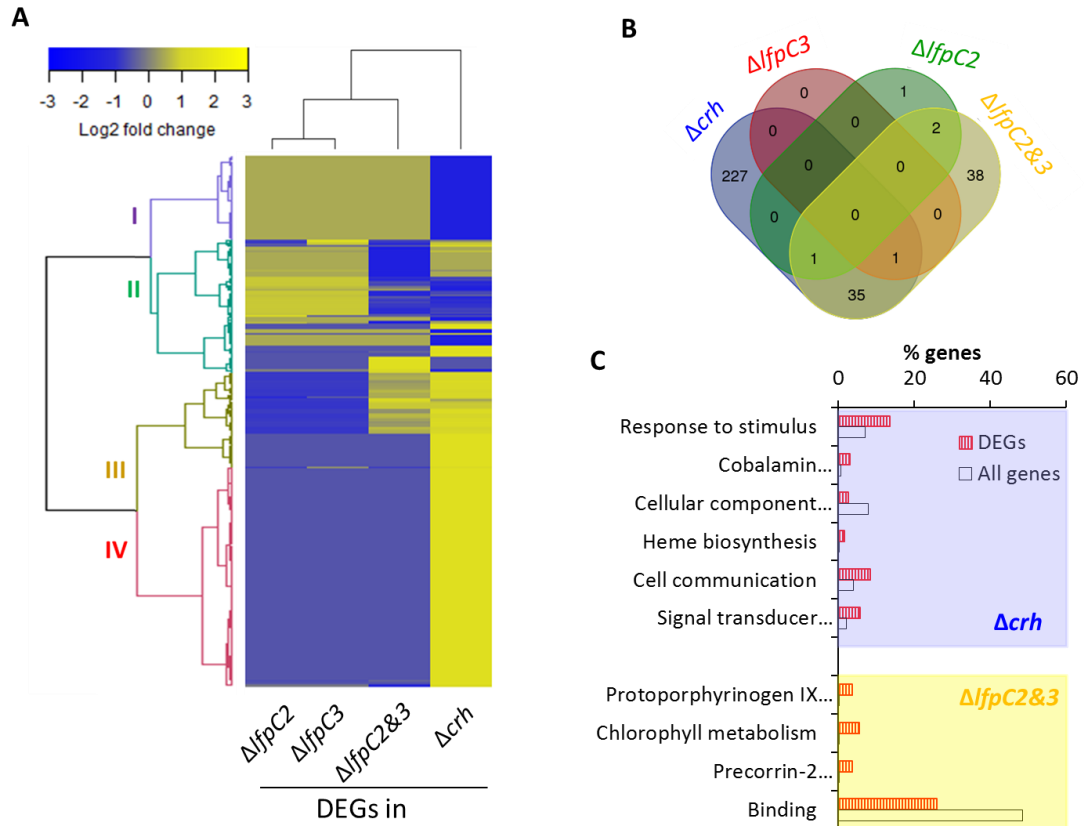 A
-3 -2 -1 0 1 2 3
Log2 fold change
I
II
III
IV
ΔlfpC2
ΔlfpC3
ΔlfpC2&3
Δcrh
DEGs in
B
Δcrh
ΔlfpC3
ΔlfpC2
ΔlfpC2&3
0 1
0 0 2
227 0 0 38
0 0 0
1 1
35
C
% genes
0 20 40 60
Response to stimulus
Cobalamin...
Cellular component...
Heme biosynthesis
Cell communication
Signal transducer...
DEGs
All genes
Δcrh
Protoporphyrinogen IX...
Chlorophyll metabolism
Precorrin-2...
Binding
ΔlfpC2&3